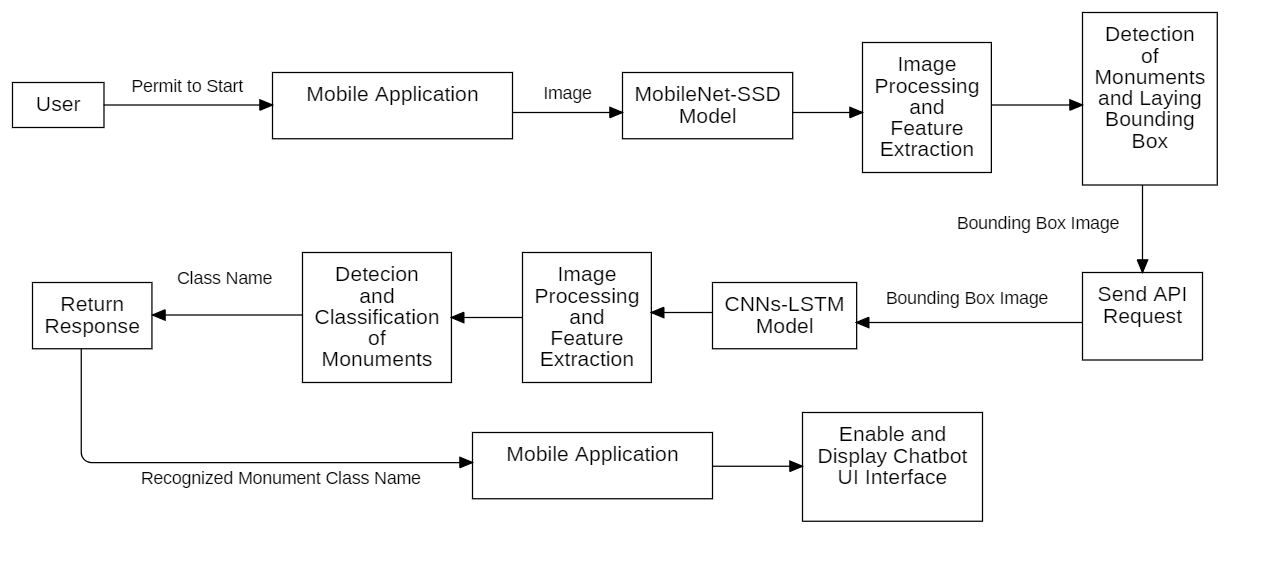 User
Permit to Start
Mobile Application
Image
MobileNet-SSD
Model
Image
Processing
and
Feature
Extraction
Detection
of
Monuments
and Laying
Bounding
Box
Bounding Box Image
Send API
Request
Bounding Box Image
CNNs-LSTM
Model
Image
Processing
and
Feature
Extraction
Detecion
and
Classification
of
Monuments
Class Name
Return
Response
Recognized Monument Class Name
Mobile Application
Enable and
Display Chatbot
UI Interface